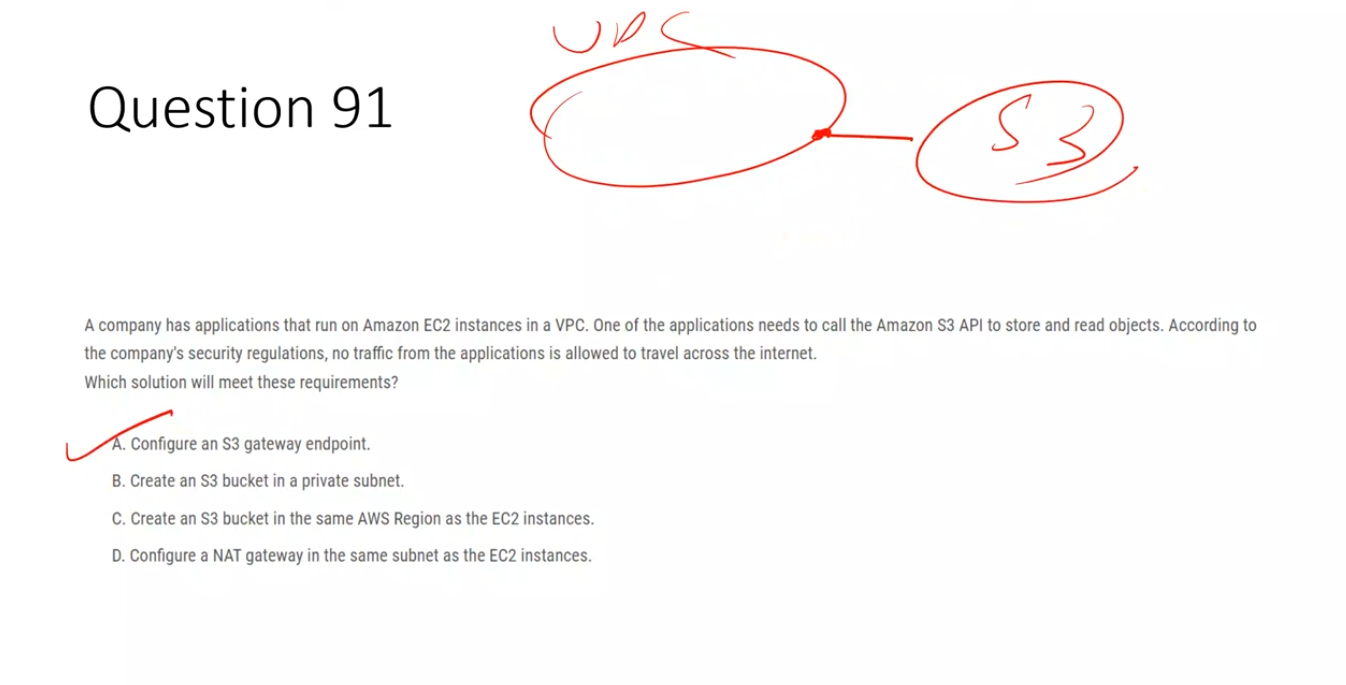 VPC
Question 91
S3
A company has applications that run on Amazon EC2 instances in a VPC. One of the applications needs to call the Amazon S3 API to store and read objects. According to
the company's security regulations, no traffic from the applications is allowed to travel across the internet.
Which solution will meet these requirements?
A. Configure an S3 gateway endpoint.
B. Create an S3 bucket in a private subnet.
C. Create an S3 bucket in the same AWS Region as the EC2 instances.
D. Configure a NAT gateway in the same subnet as the EC2 instances.